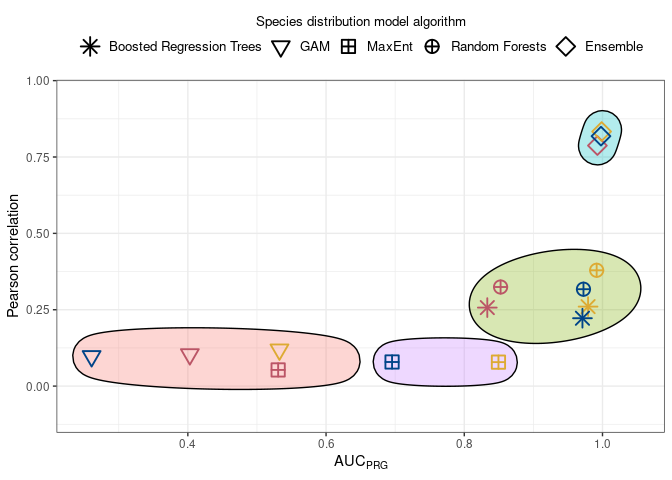 Species distribution model algorithm
Boosted Regression Trees GAM MaxEnt Random Forests Ensemble
1.00
0.75
0.50
0.25
0.00
Pearson correlation
0.4 0.6 0.8 1.0
AUCPRG